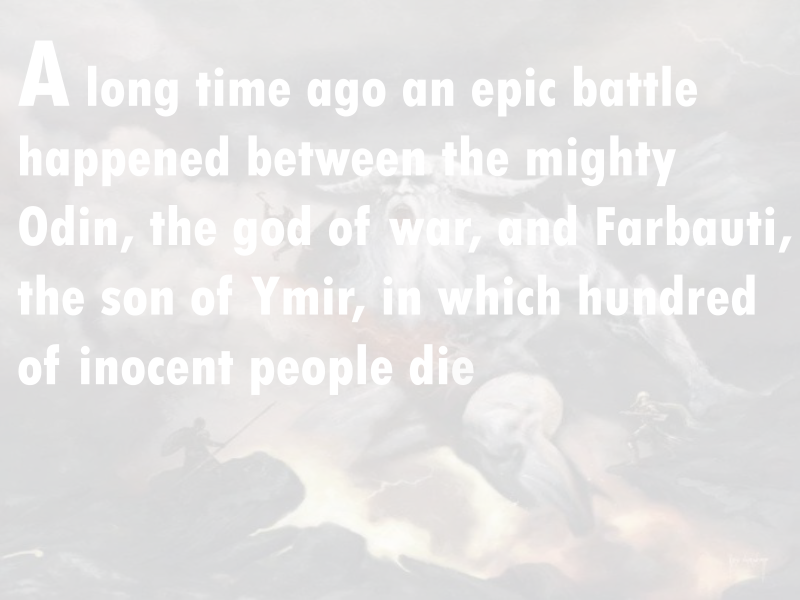 A long time ago an epic battle
happened between the mighty
Odin, the god of war, and Farbauti,
the son of Ymir, in which hundred
of inocent people die